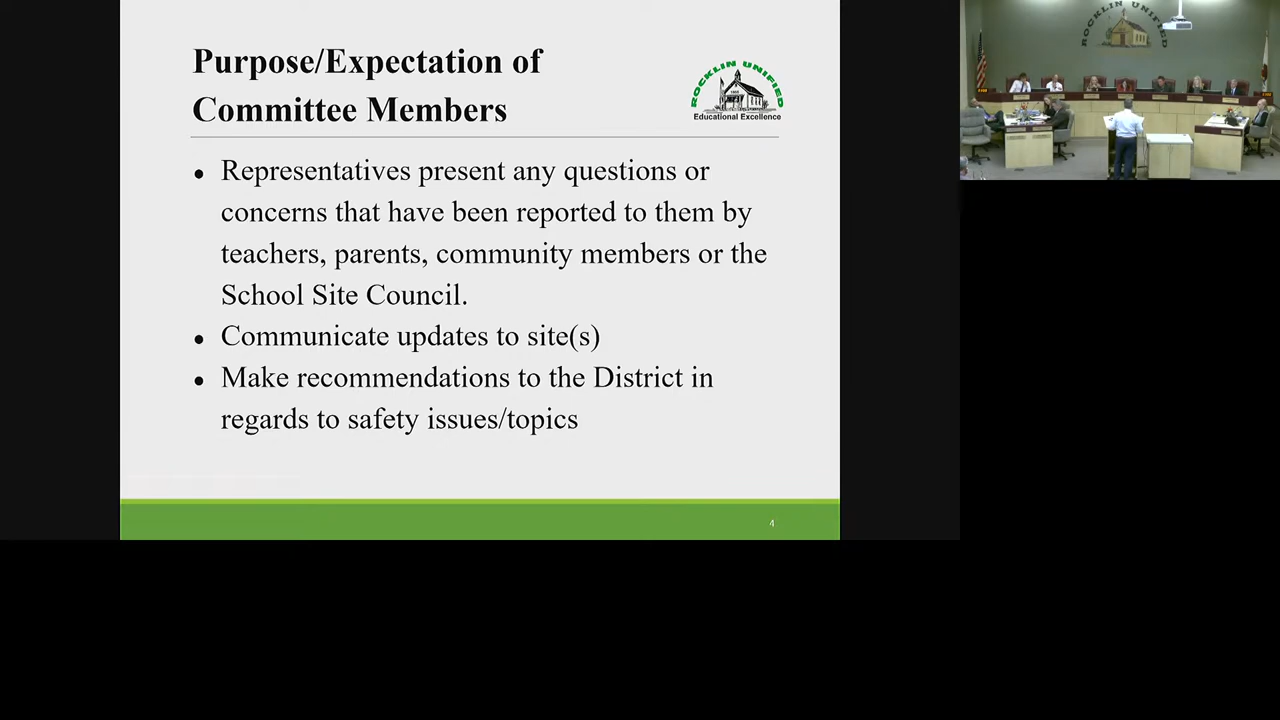 Purpose/Expectation of
Committee Members
ROCKLIN UNIFIED
Educational Excellence
● Representatives present any questions or
concerns that have been reported to them by
teachers, parents, community members or the
School Site Council.
● Communicate updates to site(s)
● Make recommendations to the District in
regards to safety issues/topics
4
ROCKLIN UNIFIED